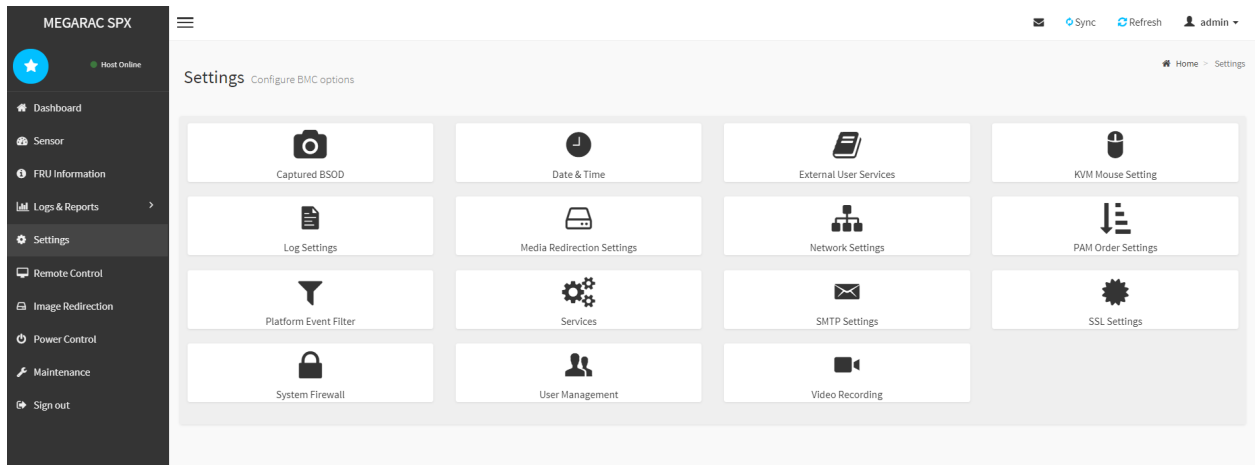 MEGARAC SPX
Sync Refresh admin
Host Online
Home > Settings
Settings Configure BMC options
Dashboard
Sensor
FRU Information
Logs & Reports >
Settings
Remote Control
Image Redirection
Power Control
Maintenance
Sign out
Captured BSOD Date & Time External User Services KVM Mouse Setting
Log Settings Media Redirection Settings Network Settings PAM Order Settings
Platform Event Filter Services SMTP Settings SSL Settings
System Firewall User Management Video Recording